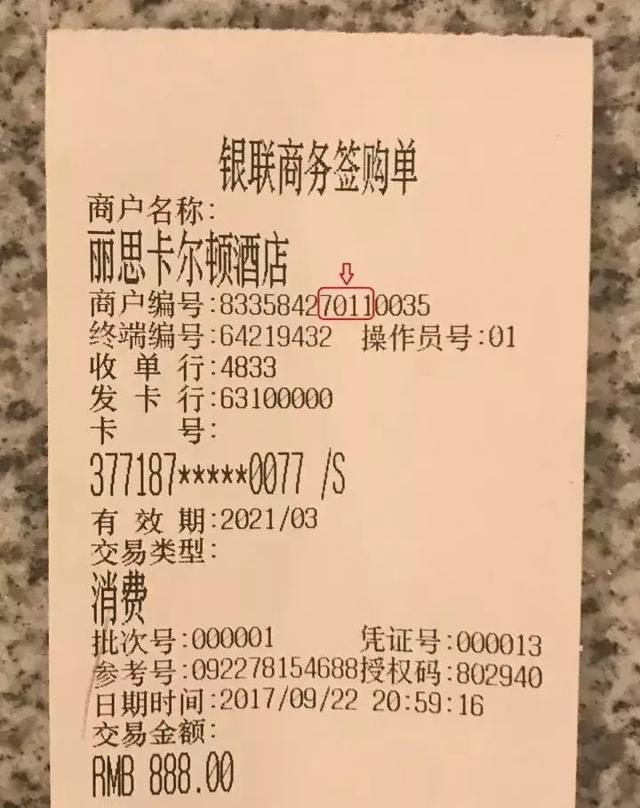 银联商务签购单
商户名称:
丽思卡尔顿酒店
商户编号:833584270110035
终端编号:64219432 操作员号:01
收 单 行:4833
发 卡 行:63100000
卡 号:
377187*****0077 /S
有 效 期:2021/03
交易类型:
消费
批次号:000001 凭证号:000013
参考号:092278154688授权码:802940
日期时间:2017/09/22 20:59:16
交易金额:
RMB 888.00